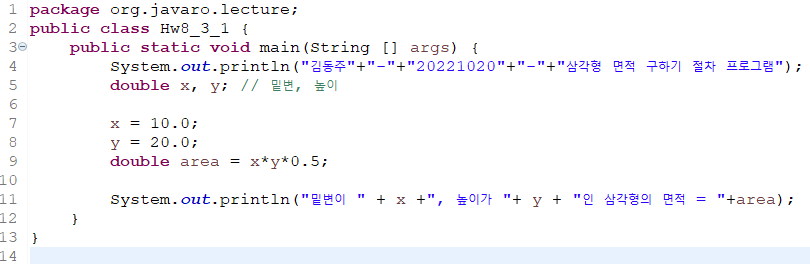 1 package org.javaro.lecture;
2 public class Hw8_3_1 {
3 public static void main(String [] args) {
4 System.out.println("김동주"+"-"+"20221020"+"-"+"삼각형 면적 구하기 절차 프로그램");
5 double x, y; // 밑변, 높이
6
7 x = 10.0;
8 y = 20.0;
9 double area = x*y*0.5;
10
11 System.out.println("밑변이 " + x +", 높이가 "+ y + "인 삼각형의 면적 = "+area);
12 }
13 }
14